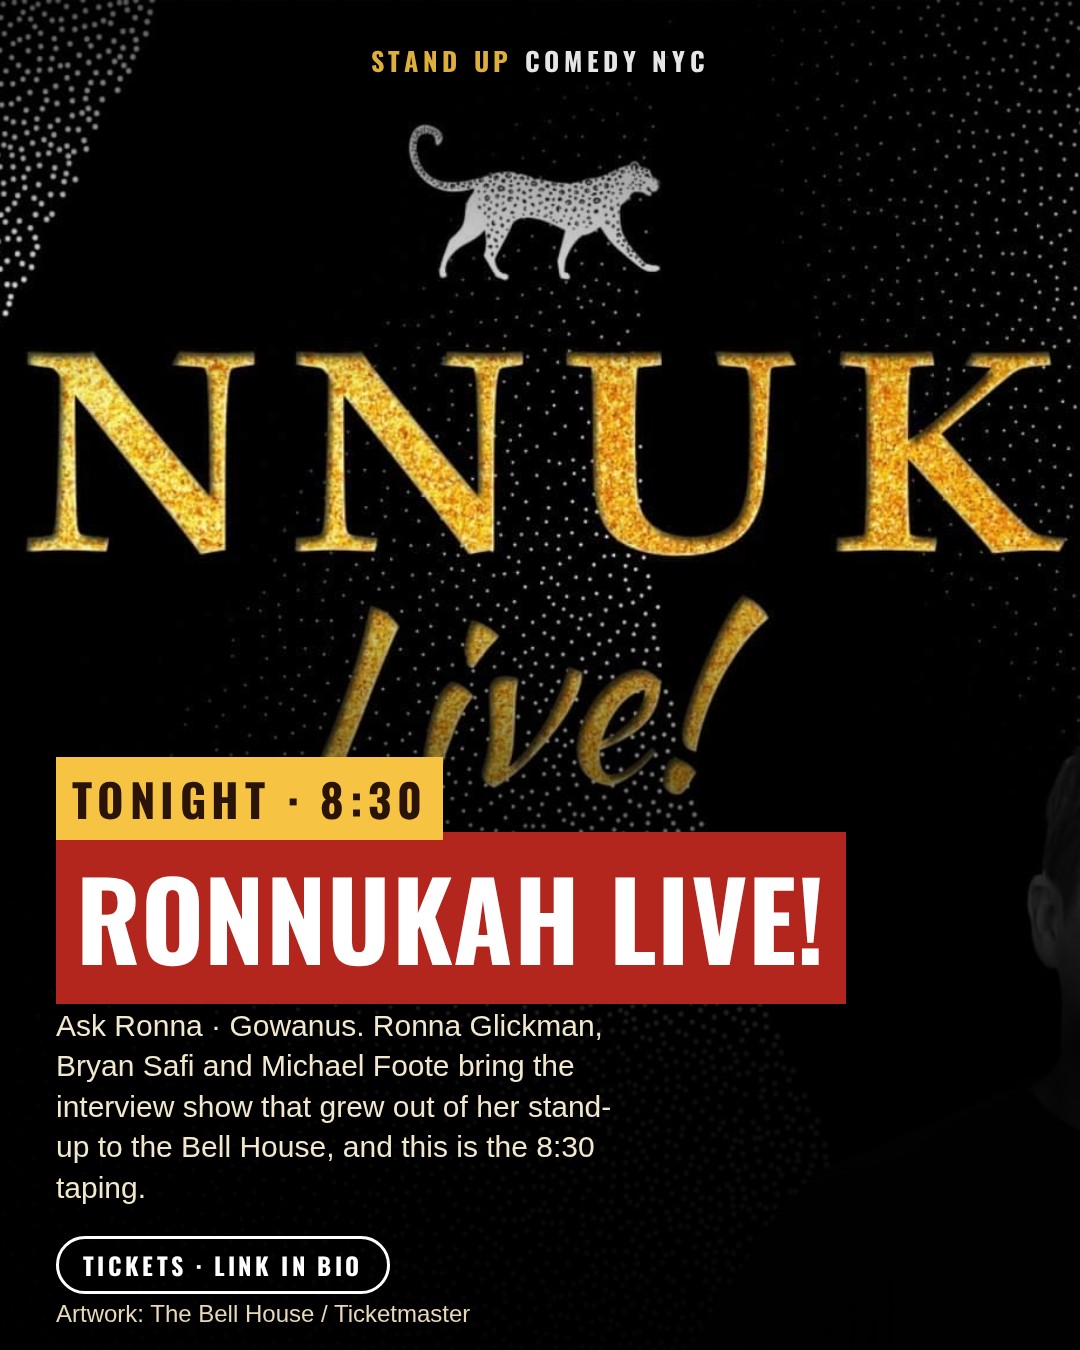 STAND UP COMEDY NYC
NNUK
Live!
TONIGHT · 8:30
RONNUKAH LIVE!
Ask Ronna · Gowanus. Ronna Glickman,
Bryan Safi and Michael Foote bring the
interview show that grew out of her stand-
up to the Bell House, and this is the 8:30
taping.
TICKETS · LINK IN BIO
Artwork: The Bell House / Ticketmaster